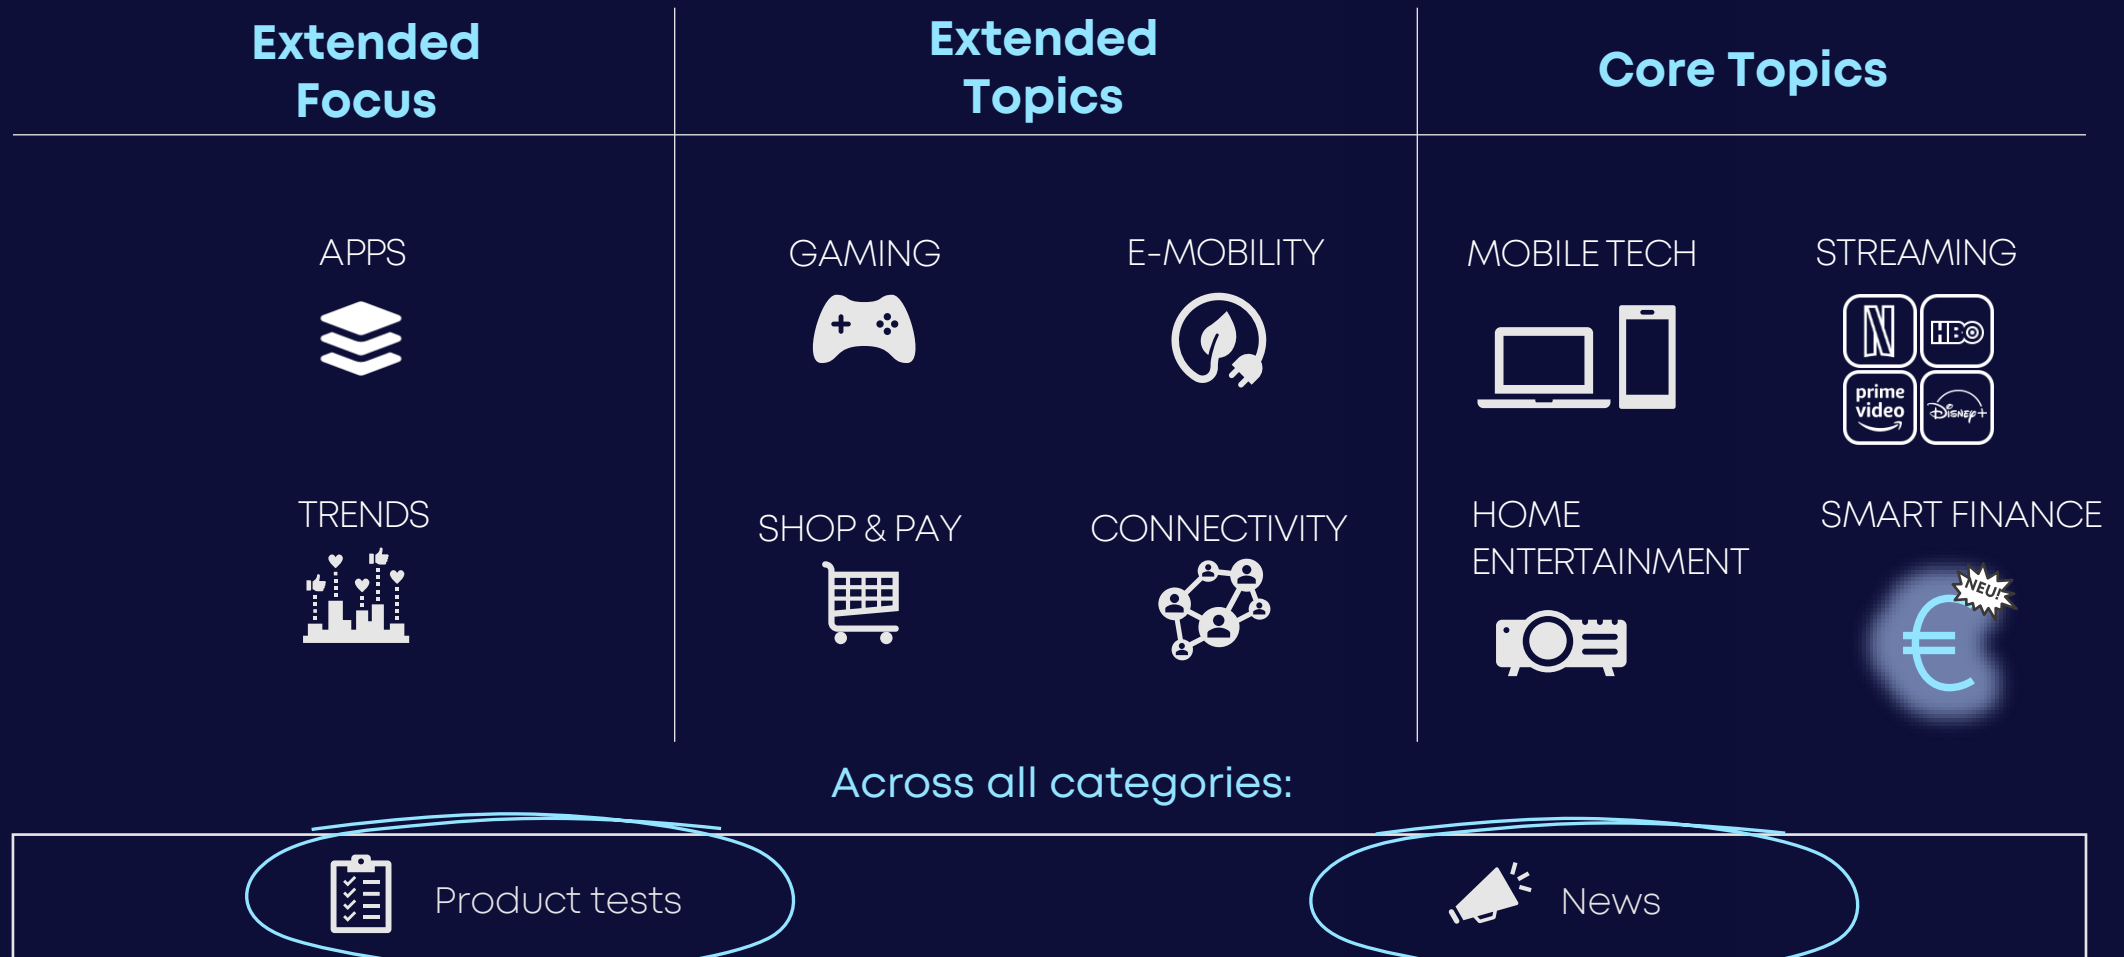 Extended
Focus
Extended
Topics
Core Topics
APPS
TRENDS
GAMING
E-MOBILITY
SHOP & PAY
CONNECTIVITY
MOBILE TECH
STREAMING
N
HBO
prime
video
Disney+
HOME
ENTERTAINMENT
SMART FINANCE
NEU!
€
Across all categories:
Product tests
News